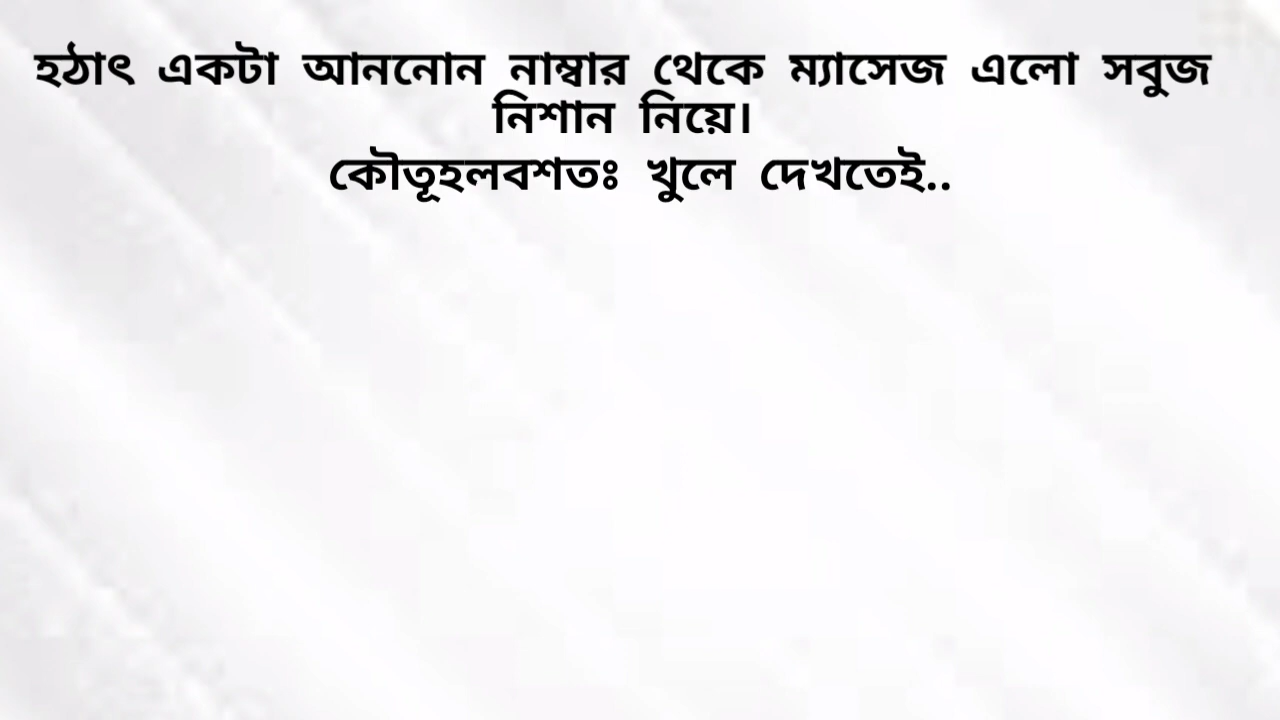 হঠাৎ একটা আননোন নাম্বার থেকে ম্যাসেজ এলো সবুজ
নিশান নিয়ে।
কৌতূহলবশতঃ খুলে দেখতেই..